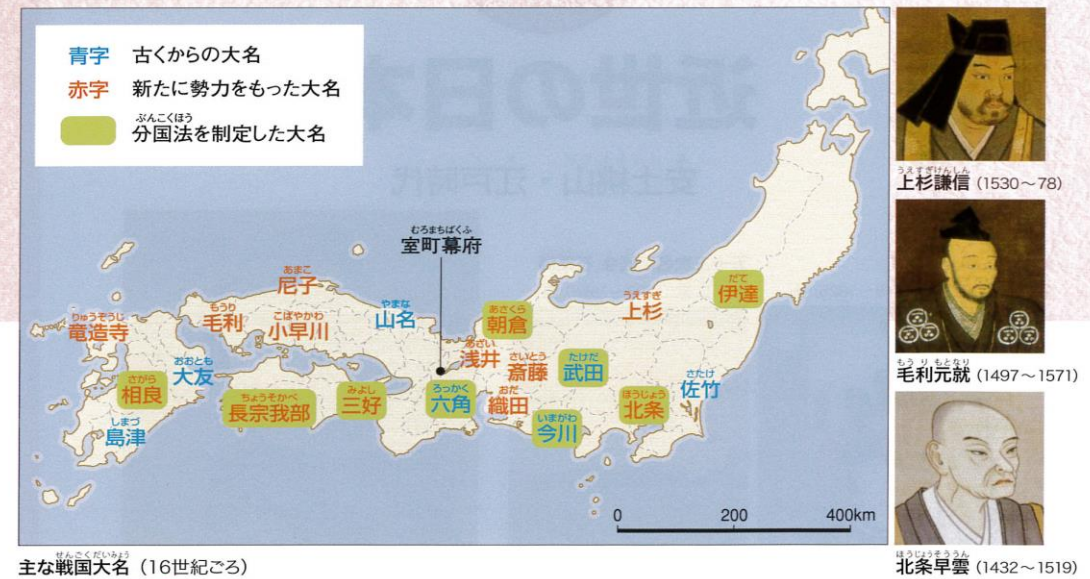 青字 古くからの大名
赤字 新たに勢力をもった大名
ぶんこくほう
分国法を制定した大名
むろまちばくふ
室町幕府
あまこ
尼子
りゅうぞうじ
竜造寺
もうり
毛利
こばやかわ
小早川
やまな
山名
あさくら
朝倉
うえすぎ
上杉
だて
伊達
おおとも
大友
さがら
相良
しまづ
島津
ちょうそかべ
長宗我部
みよし
三好
ろっかく
六角
あざい
浅井
さいとう
斎藤
おだ
織田
たけだ
武田
いまがわ
今川
ほうじょう
北条
さたけ
佐竹
0 200 400km
せんごくだいみょう
主な戦国大名（16世紀ごろ）
うえすぎけんしん
上杉謙信（1530～78）
もうり もとなり
毛利元就（1497～1571）
ほうじょうそううん
北条早雲（1432～1519）